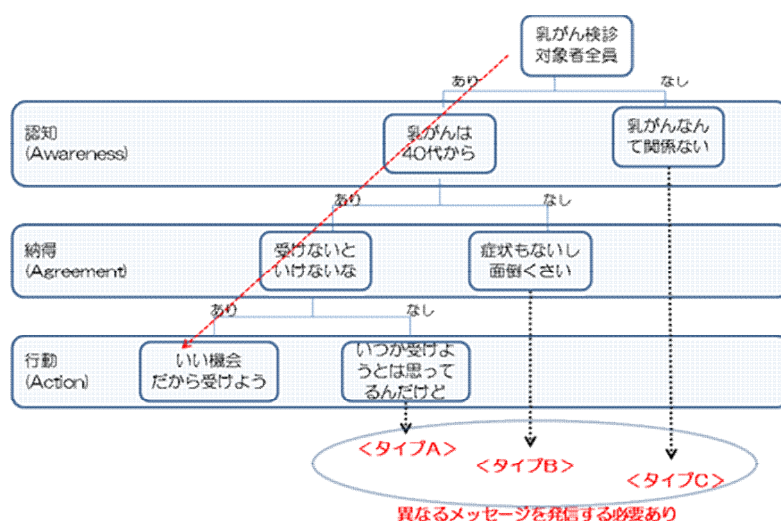 乳がん検診
対象者全員
あり
なし
認知
(Awareness)
乳がんは
40代から
乳がんなん
て関係ない
あり
なし
納得
(Agreement)
受けないと
いけないな
症状もないし
面倒くさい
あり
なし
行動
(Action)
いい機会
だから受けよう
いつか受けよ
うとは思って
るんだけど
<タイプA>
<タイプB>
<タイプC>
異なるメッセージを発信する必要あり